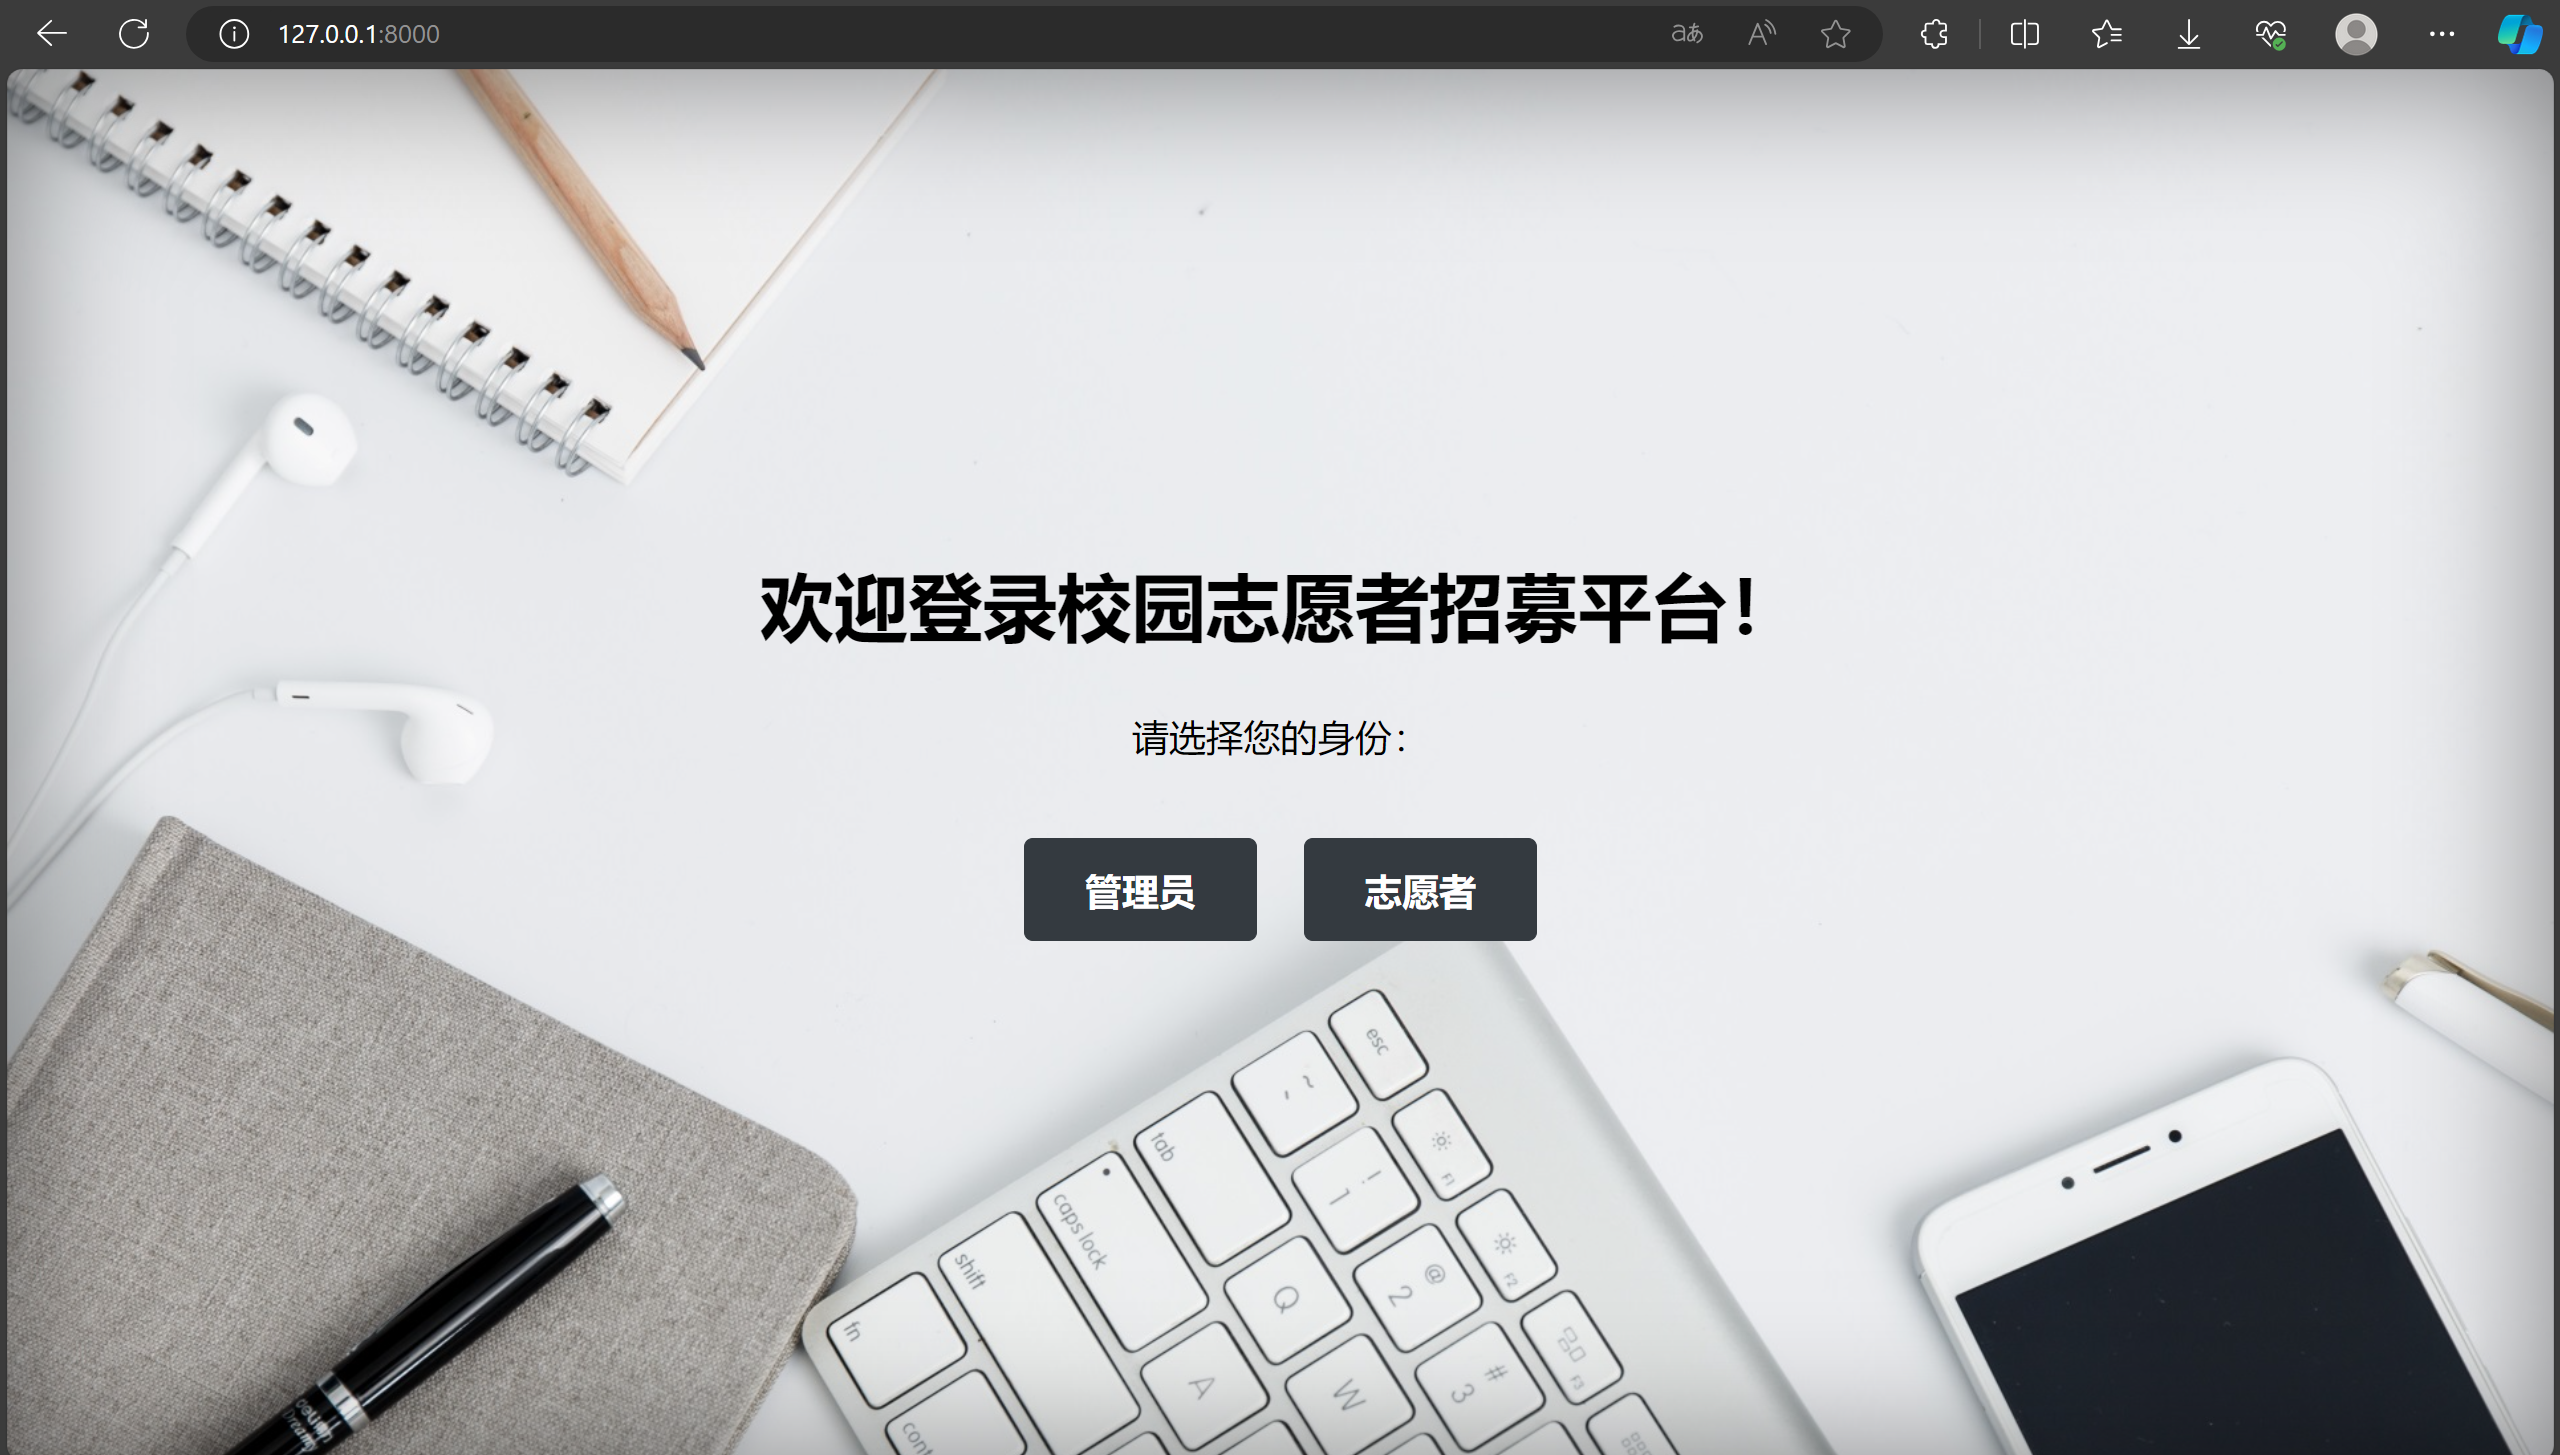 127.0.0.1:8000
欢迎登录校园志愿者招募平台！
请选择您的身份：
管理员
志愿者
esc
~
tab
! 1
F1
caps lock
shift
Q
@ 2
F2
fn
A
W
# 3
F3
cont